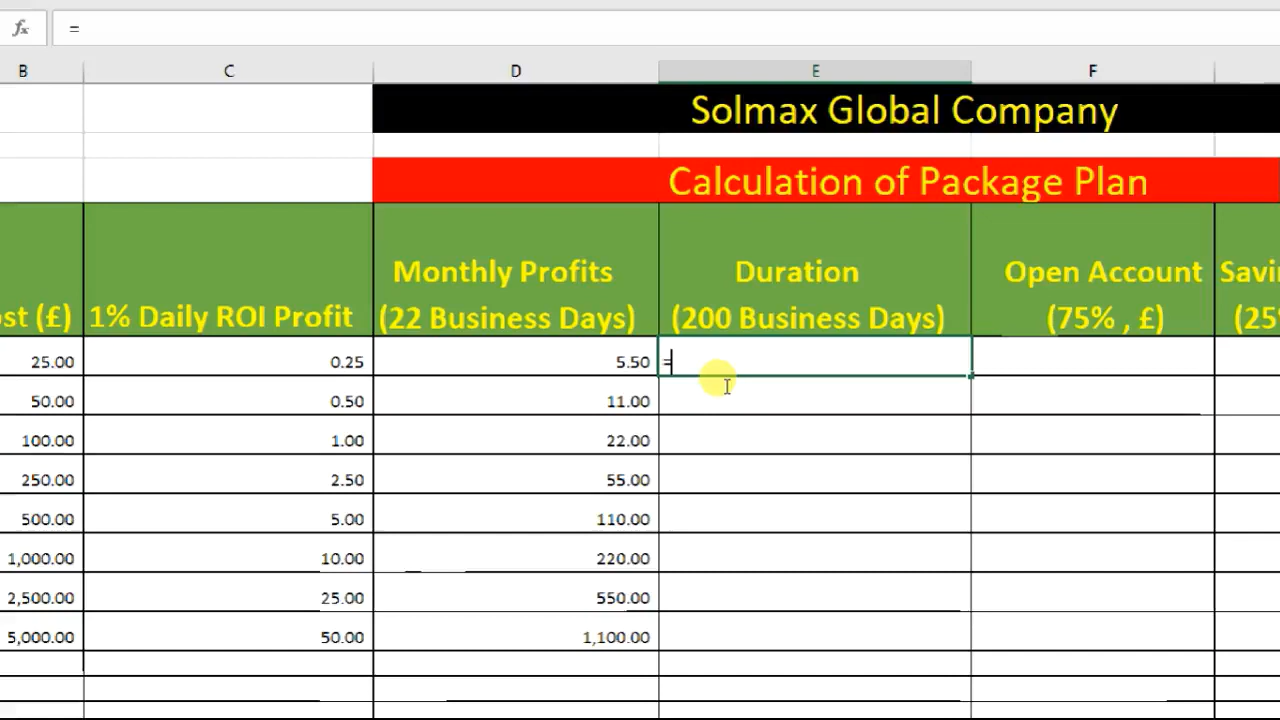 fx =
B C D E F
Solmax Global Company
Calculation of Package Plan
Monthly Profits Duration Open Account
(£) 1% Daily ROI Profit (22 Business Days) (200 Business Days) (75% , £)
25.00 0.25 5.50 =
50.00 0.50 11.00
100.00 1.00 22.00
250.00 2.50 55.00
500.00 5.00 110.00
1,000.00 10.00 220.00
2,500.00 25.00 550.00
5,000.00 50.00 1,100.00